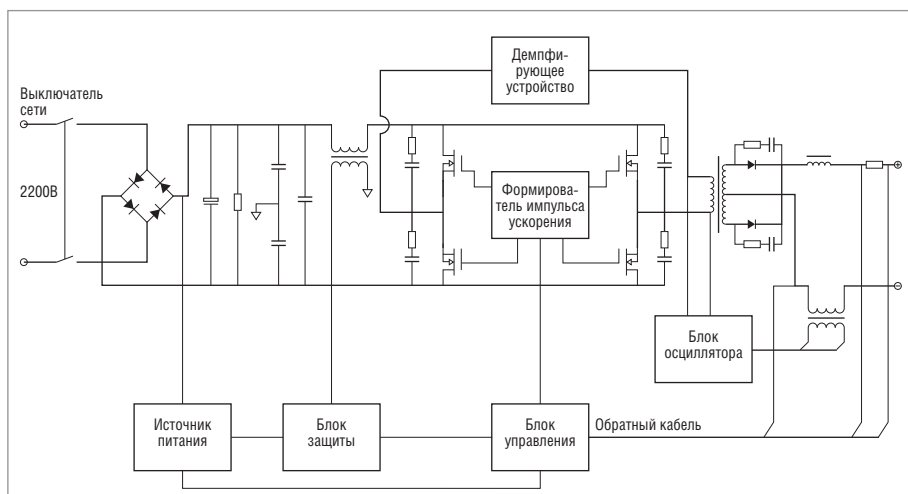 Демпфи-
рующее
устройство
Выключатель
сети
2200В
Формирова-
тель импульса
ускорения
Блок
осциллятора
Источник
питания
Блок
защиты
Блок
управления
Обратный кабель